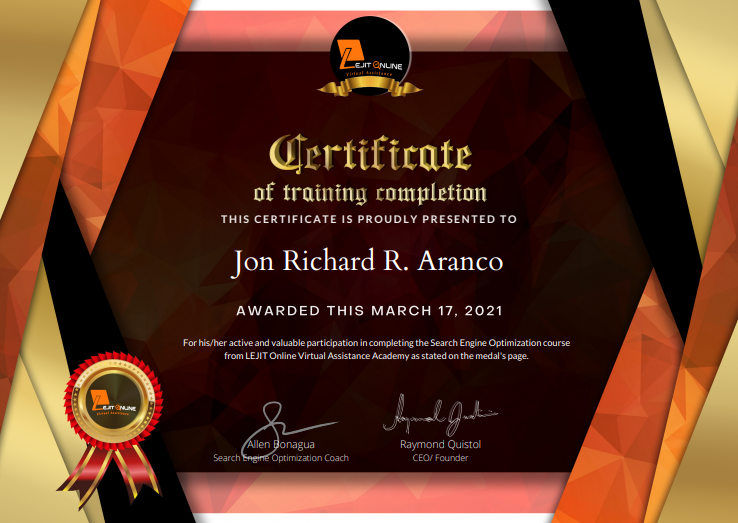 LEJIT ONLINE
Virtual Assistance
Certificate
of training completion
THIS CERTIFICATE IS PROUDLY PRESENTED TO
Jon Richard R. Aranco
AWARDED THIS MARCH 17, 2021
For his/her active and valuable participation in completing the Search Engine Optimization course
from LEJIT Online Virtual Assistance Academy as stated on the medal's page.
LEJIT ONLINE
Virtual Assistance
Allen Bonagua
Search Engine Optimization Coach
Raymond Quistol
CEO/ Founder